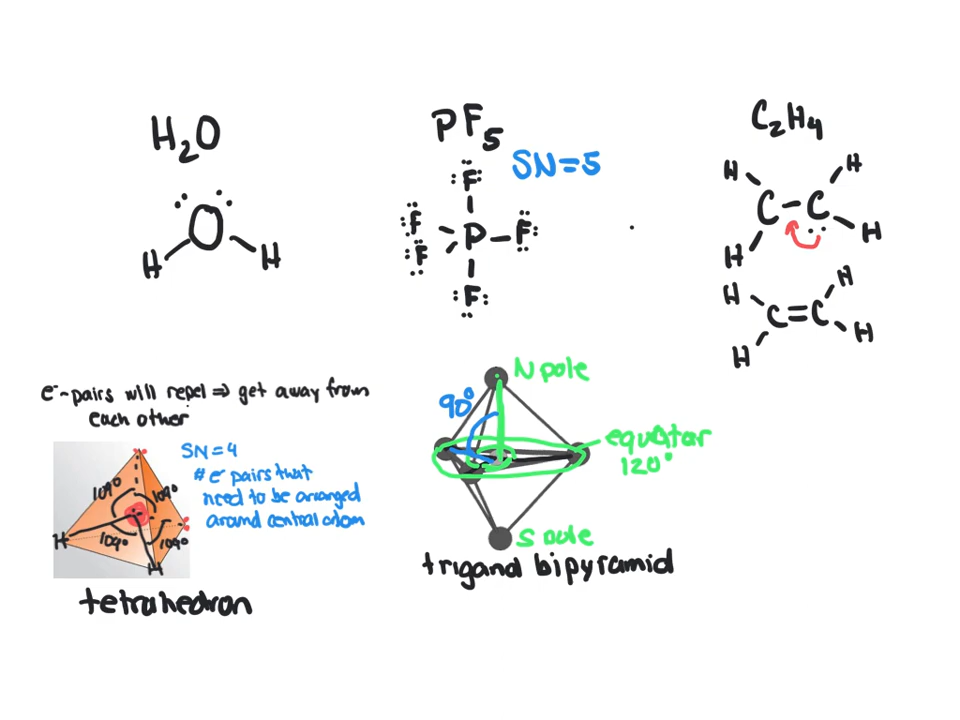 H2O
O
H H
PF5
SN=5
F
F
P F
F
F
C2H4
H H
C-C
H H
H H
C=C
H H
e- pairs will repel ⇒ get away from
each other
SN=4
# e- pairs that
need to be arranged
around central atom
109° 109°
109° 109°
H
H
tetrahedron
N pole
90°
equator
120°
S pole
trigonal bipyramid